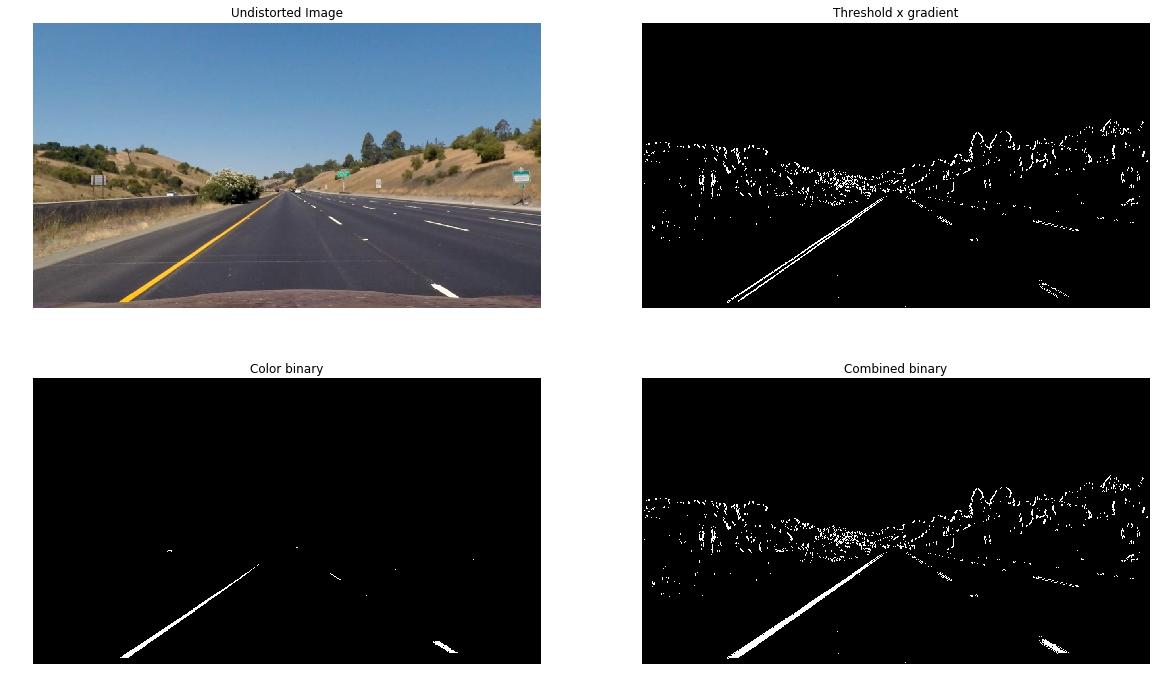 Undistorted Image
Threshold x gradient
Color binary
Combined binary